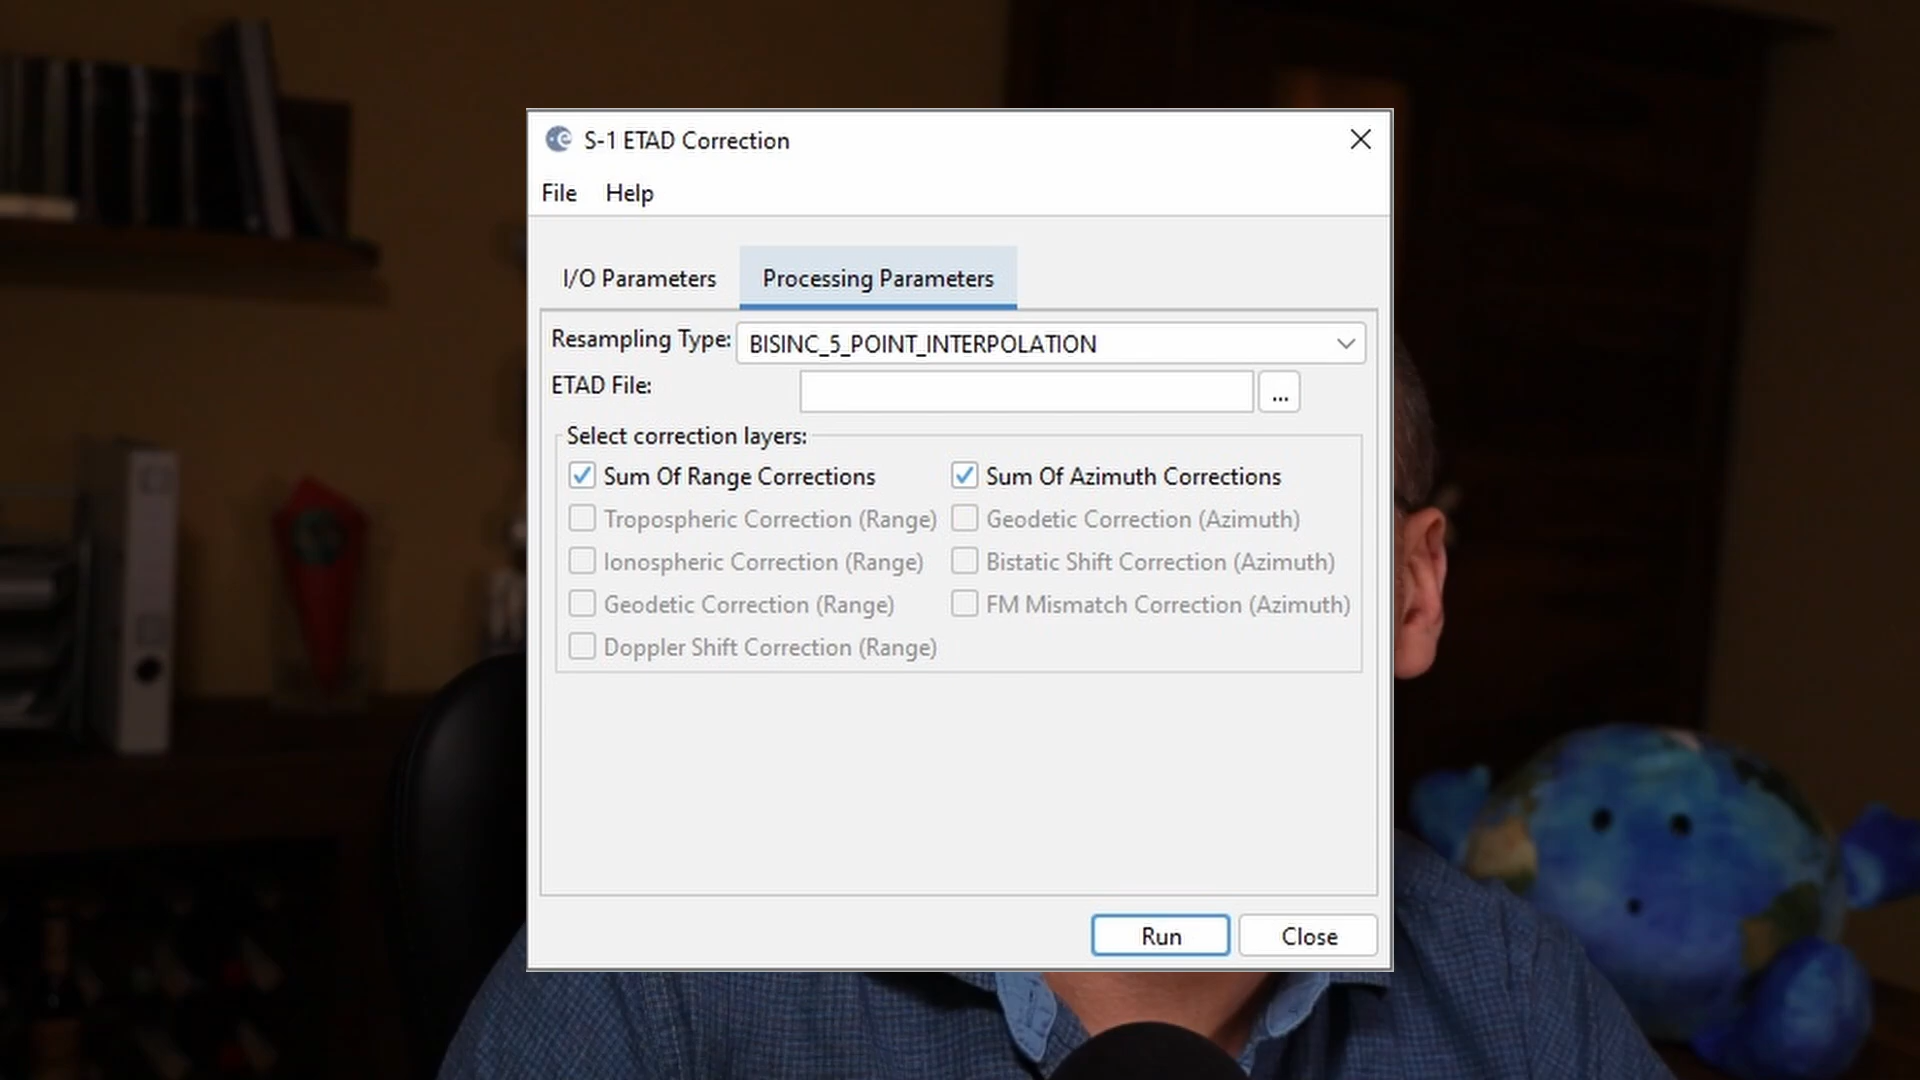 S-1 ETAD Correction
File Help
I/O Parameters Processing Parameters
Resampling Type: BISINC_5_POINT_INTERPOLATION
ETAD File: ...
Select correction layers:
Sum Of Range Corrections Sum Of Azimuth Corrections
Tropospheric Correction (Range) Geodetic Correction (Azimuth)
Ionospheric Correction (Range) Bistatic Shift Correction (Azimuth)
Geodetic Correction (Range) FM Mismatch Correction (Azimuth)
Doppler Shift Correction (Range)
Run Close